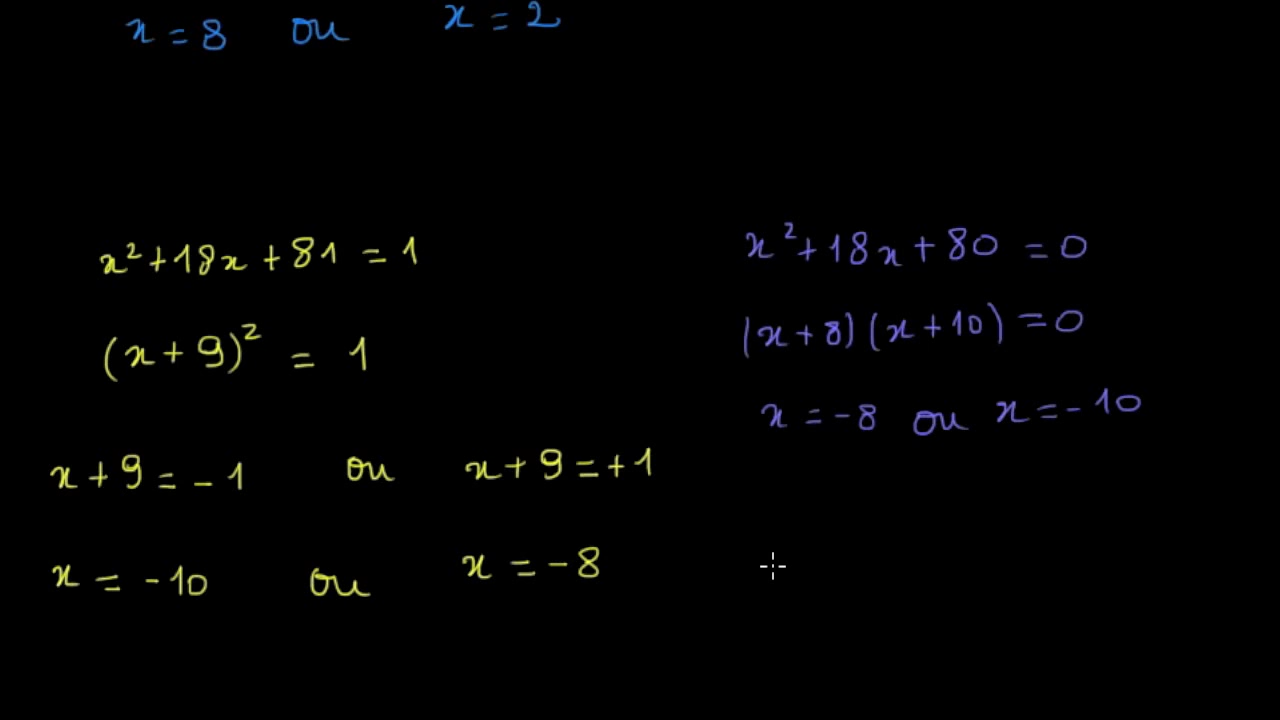 x = 8 ou x = 2
x² + 18x + 81 = 1
(x + 9)² = 1
x + 9 = - 1 ou x + 9 = + 1
x = - 10 ou x = - 8
x² + 18x + 80 = 0
(x + 8) (x + 10) = 0
x = - 8 ou x = - 10